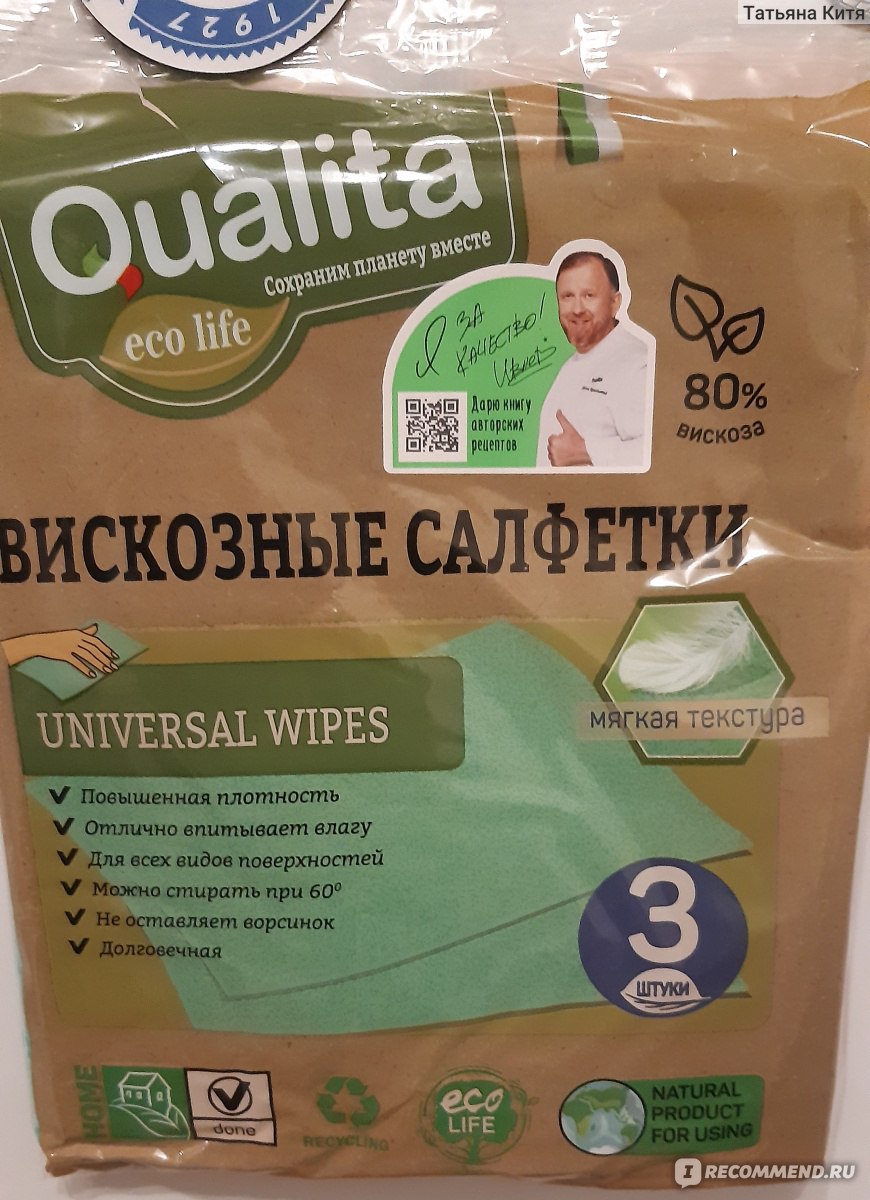 Татьяна Китя
1927
Qualita
Сохраним планету вместе
eco life
Я ЗА
КАЧЕСТВО!
Дарю книгу
авторских
рецептов
80%
вискоза
ВИСКОЗНЫЕ САЛФЕТКИ
UNIVERSAL WIPES
мягкая текстура
✔ Повышенная плотность
✔ Отлично впитывает влагу
✔ Для всех видов поверхностей
✔ Можно стирать при 60⁰
✔ Не оставляет ворсинок
✔ Долговечная
3
ШТУКИ
HOME
done
RECYCLING
eco
LIFE
NATURAL
PRODUCT
FOR USING
IRECOMMEND.RU